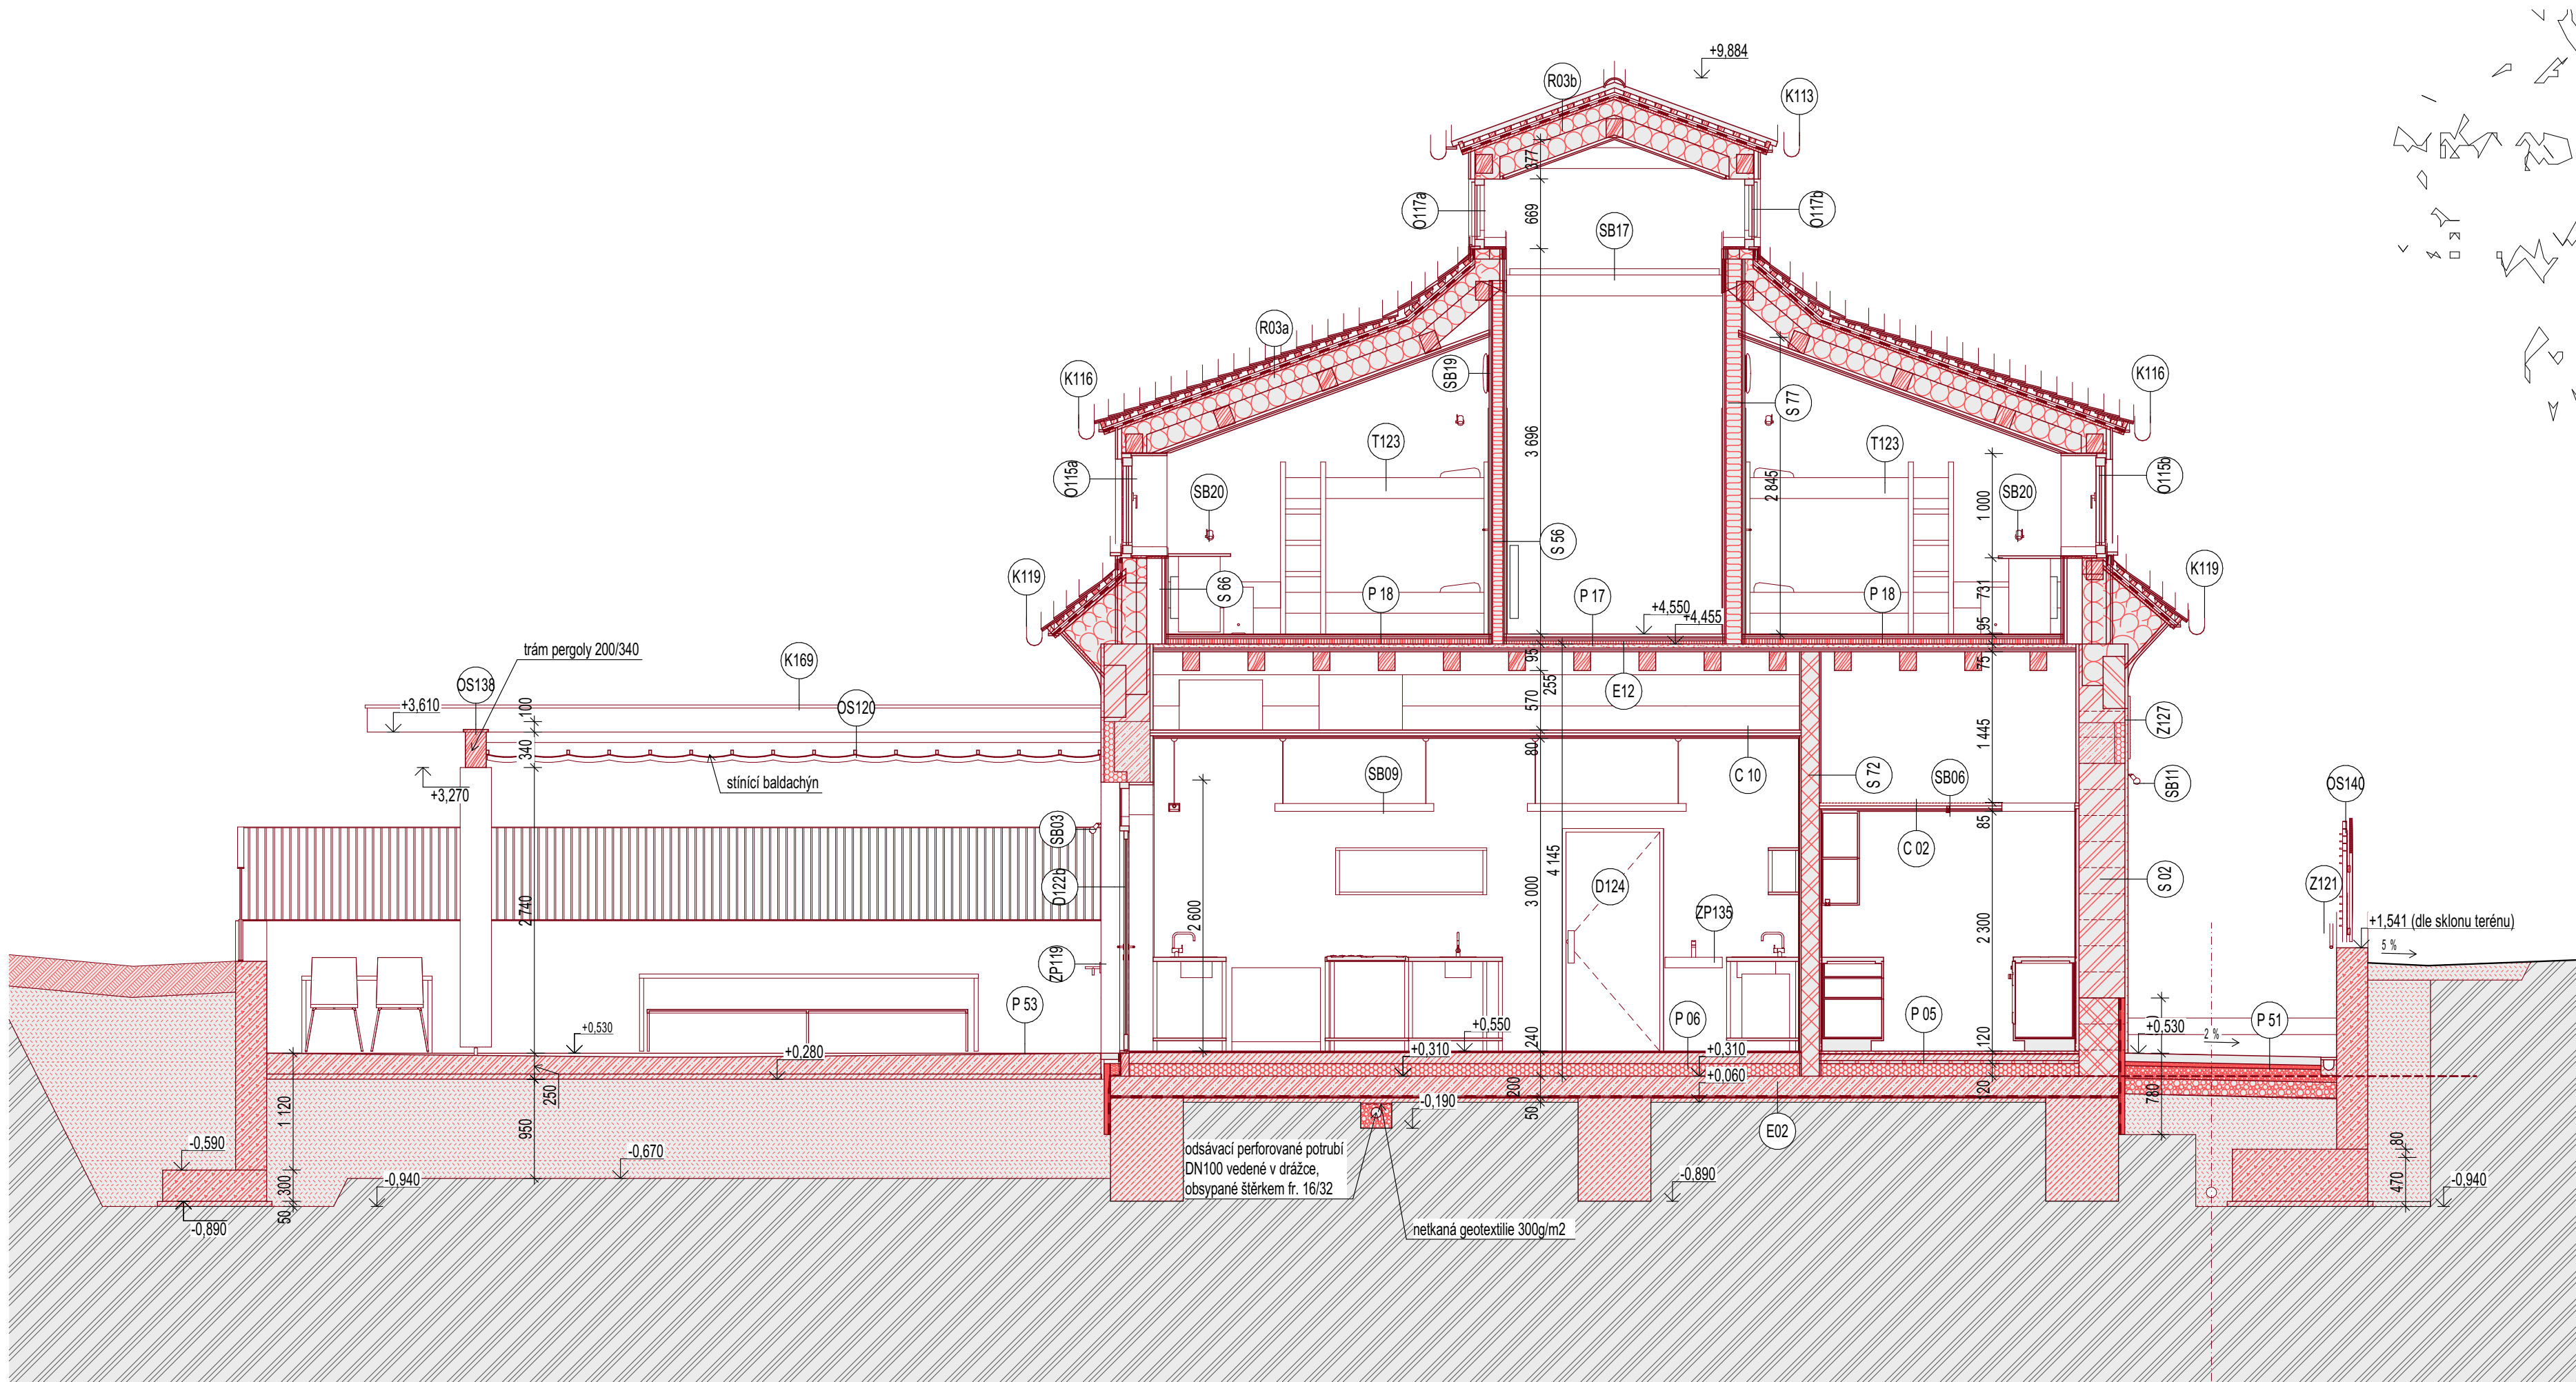 +9,884
R03b
K113
377
O117a
669
O117b
SB17
R03a
SB19
K116
K116
S 77
3 696
T123
T123
2 845
O115a
SB20
SB20
O115b
1 000
S 56
K119
S 66
K119
P 18
P 17
P 18
731
+4,550
+4,455
95
trám pergoly 200/340
K169
OS138
95
75
255
E12
570
+3,610
100
OS120
Z127
340
1 445
80
stínící baldachýn
+3,270
SB09
C 10
S 72
SB06
SB11
OS140
SB03
85
C 02
4 145
D122b
3 000
D124
S 02
Z121
2 740
2 600
ZP135
2 300
+1,541 (dle sklonu terénu)
5 %
ZP119
P 53
+0,530
+0,550
P 06
P 05
120
+0,530
2 %
P 51
240
+0,280
+0,310
+0,310
+0,060
250
200
120
780
1 120
950
50
-0,190
E02
-0,590
-0,670
odsávací perforované potrubí
DN100 vedené v drážce,
obsypané štěrkem fr. 16/32
80
-0,940
300
-0,890
470
-0,940
50
-0,890
netkaná geotextilie 300g/m2